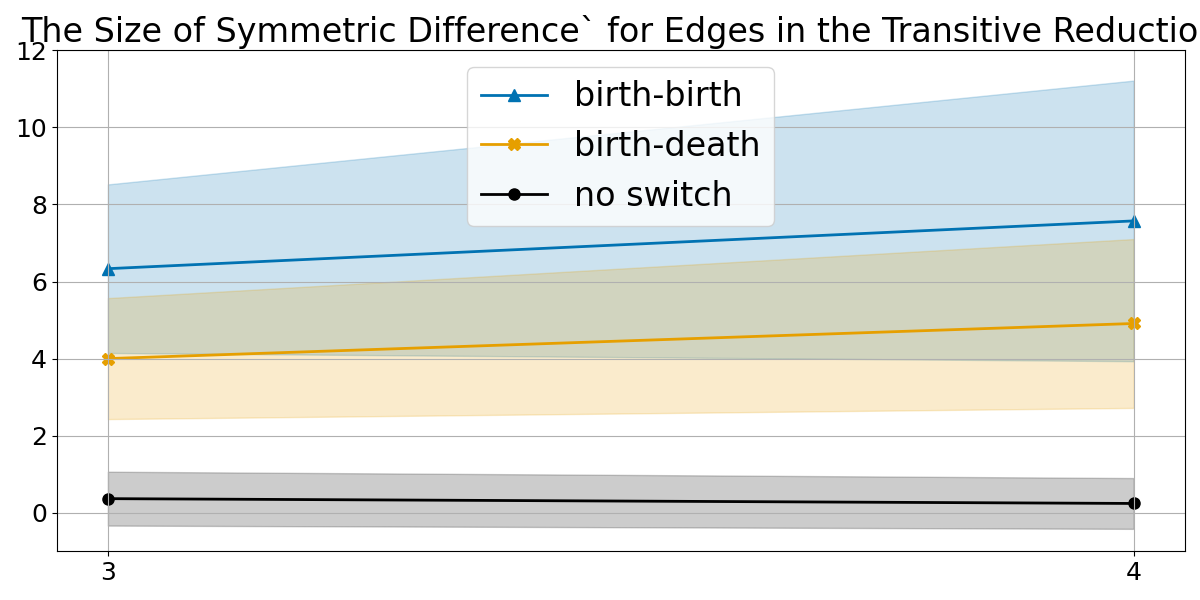 The Size of Symmetric Difference` for Edges in the Transitive Reductio
12
10
8
6
4
2
0
birth-birth
birth-death
no switch
3 4